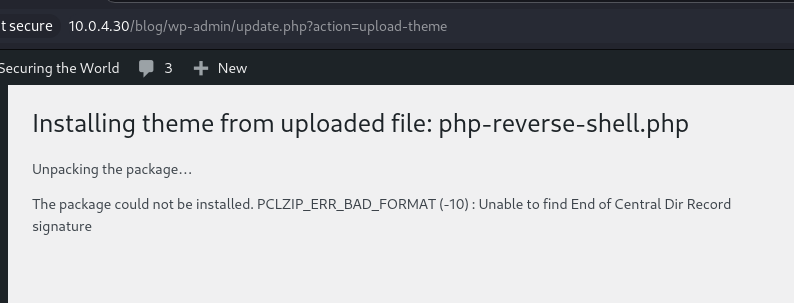 t secure 10.0.4.30/blog/wp-admin/update.php?action=upload-theme
Securing the World 3 New
Installing theme from uploaded file: php-reverse-shell.php
Unpacking the package…
The package could not be installed. PCLZIP_ERR_BAD_FORMAT (-10) : Unable to find End of Central Dir Record
signature